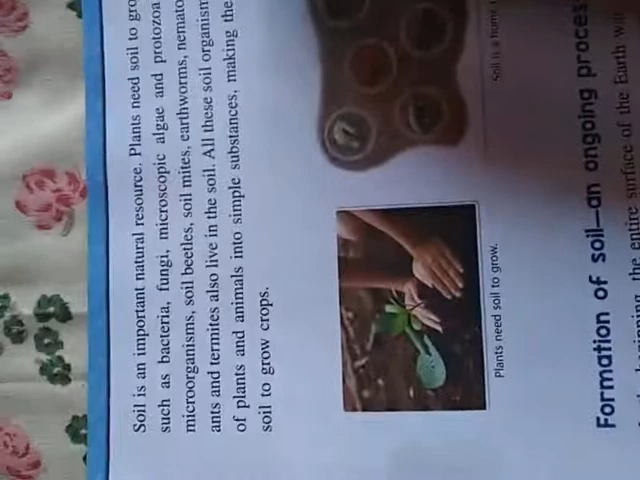 Soil is an important natural resource. Plants need soil to gro
such as bacteria, fungi, microscopic algae and protozoa
microorganisms, soil beetles, soil mites, earthworms, nemato
ants and termites also live in the soil. All these soil organism
of plants and animals into simple substances, making the
soil to grow crops.
Soil is a home
Plants need soil to grow.
Formation of soil—an ongoing proces
the entire surface of the Earth